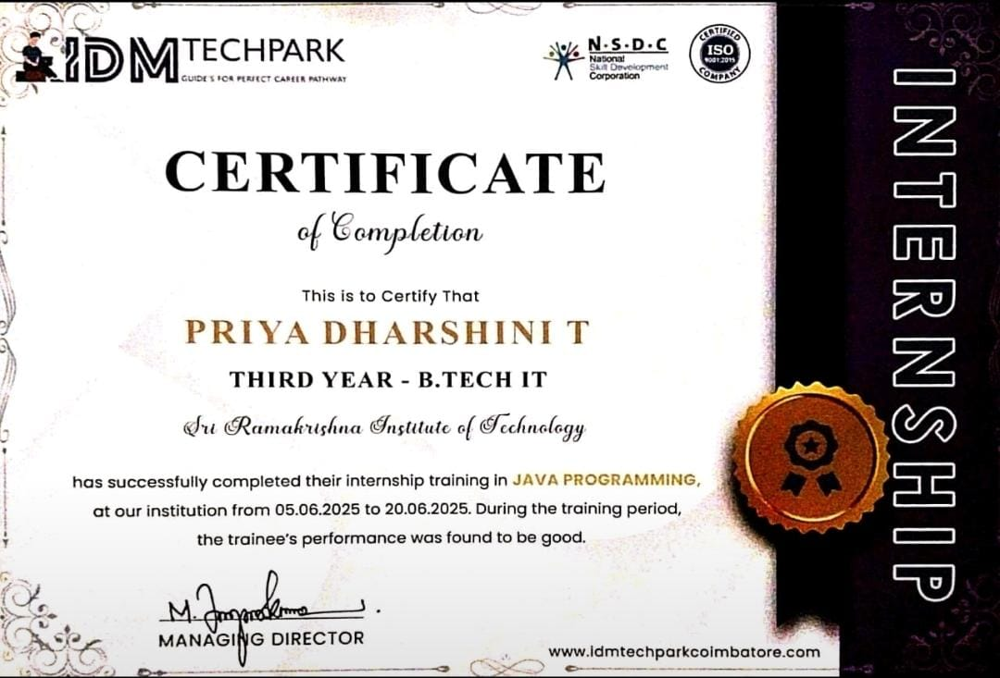 IDM TECHPARK
GUIDE'S FOR PERFECT CAREER PATHWAY
N·S·D·C
National
Skill Development
Corporation
CERTIFIED
ISO
9001:2015
COMPANY
CERTIFICATE
of Completion
This is to Certify That
PRIYA DHARSHINI T
THIRD YEAR - B.TECH IT
Sri Ramakrishna Institute of Technology
has successfully completed their internship training in JAVA PROGRAMMING,
at our institution from 05.06.2025 to 20.06.2025. During the training period,
the trainee's performance was found to be good.
MANAGING DIRECTOR
www.idmtechparkcoimbatore.com
INTERNSHIP